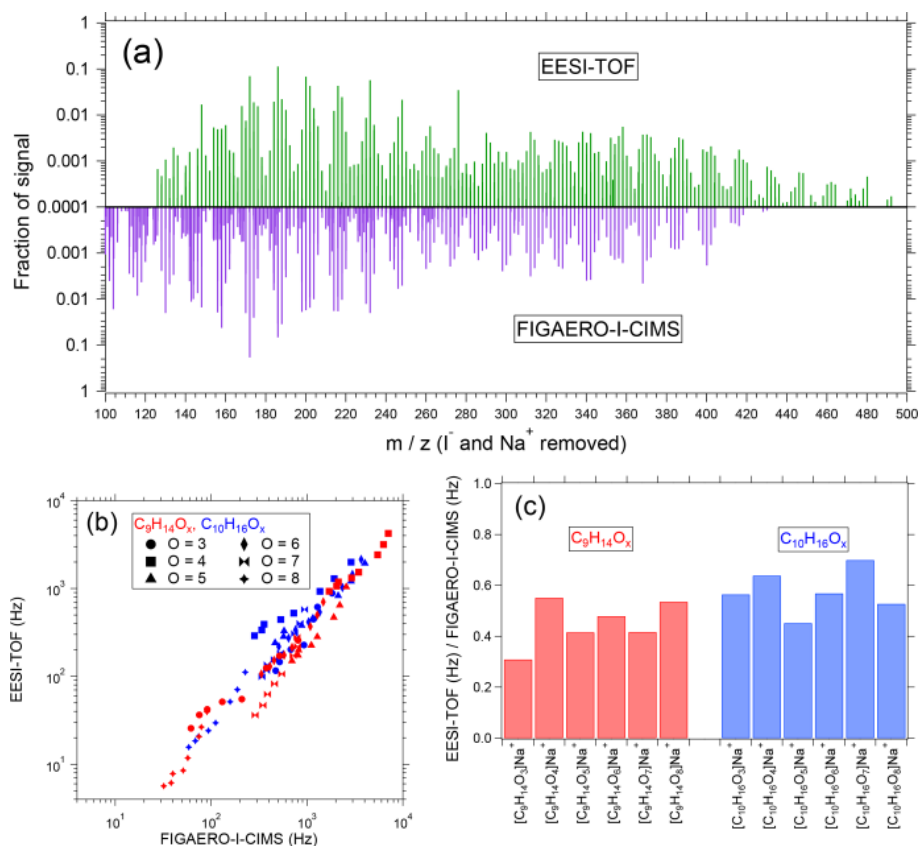 (a)
EESI-TOF
1
0.1
0.01
0.001
0.0001
0.001
0.01
0.1
1
Fraction of signal
FIGAERO-I-CIMS
100 120 140 160 180 200 220 240 260 280 300 320 340 360 380 400 420 440 460 480 500
m / z (I⁻ and Na⁺ removed)
(b)
C₉H₁₄Oₓ, C₁₀H₁₆Oₓ
O = 3 O = 6
O = 4 O = 7
O = 5 O = 8
10⁴
10³
10²
10¹
EESI-TOF (Hz)
10¹ 10² 10³ 10⁴
FIGAERO-I-CIMS (Hz)
(c)
C₉H₁₄Oₓ C₁₀H₁₆Oₓ
1.0
0.8
0.6
0.4
0.2
0.0
EESI-TOF (Hz) / FIGAERO-I-CIMS (Hz)
[C₉H₁₄O₃]Na⁺
[C₉H₁₄O₄]Na⁺
[C₉H₁₄O₅]Na⁺
[C₉H₁₄O₆]Na⁺
[C₉H₁₄O₇]Na⁺
[C₉H₁₄O₈]Na⁺
[C₁₀H₁₆O₃]Na⁺
[C₁₀H₁₆O₄]Na⁺
[C₁₀H₁₆O₅]Na⁺
[C₁₀H₁₆O₆]Na⁺
[C₁₀H₁₆O₇]Na⁺
[C₁₀H₁₆O₈]Na⁺